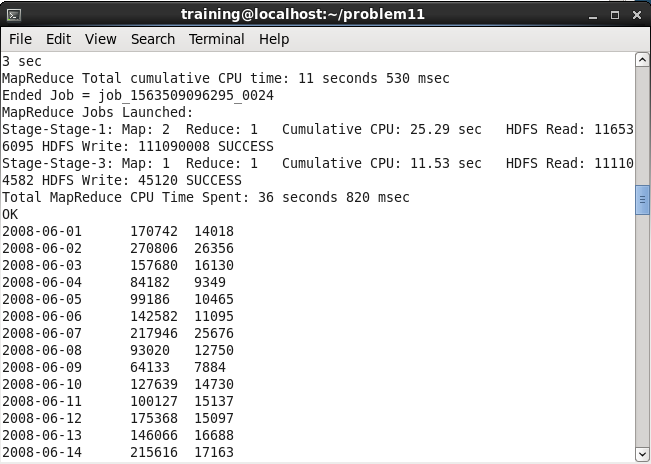 training@localhost:~/problem11
File Edit View Search Terminal Help
3 sec
MapReduce Total cumulative CPU time: 11 seconds 530 msec
Ended Job = job_1563509096295_0024
MapReduce Jobs Launched:
Stage-Stage-1: Map: 2  Reduce: 1   Cumulative CPU: 25.29 sec   HDFS Read: 11653
6095 HDFS Write: 111090008 SUCCESS
Stage-Stage-3: Map: 1  Reduce: 1   Cumulative CPU: 11.53 sec   HDFS Read: 11110
4582 HDFS Write: 45120 SUCCESS
Total MapReduce CPU Time Spent: 36 seconds 820 msec
OK
2008-06-01      170742  14018
2008-06-02      270806  26356
2008-06-03      157680  16130
2008-06-04      84182   9349
2008-06-05      99186   10465
2008-06-06      142582  11095
2008-06-07      217946  25676
2008-06-08      93020   12750
2008-06-09      64133   7884
2008-06-10      127639  14730
2008-06-11      100127  15137
2008-06-12      175368  15097
2008-06-13      146066  16688
2008-06-14      215616  17163